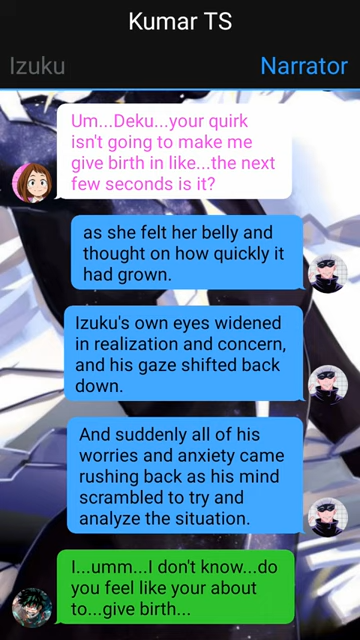 Kumar TS
Izuku
Narrator
Um...Deku...your quirk
isn't going to make me
give birth in like...the next
few seconds is it?
as she felt her belly and
thought on how quickly it
had grown.
Izuku's own eyes widened
in realization and concern,
and his gaze shifted back
down.
And suddenly all of his
worries and anxiety came
rushing back as his mind
scrambled to try and
analyze the situation.
I...umm...I don't know...do
you feel like your about
to...give birth...